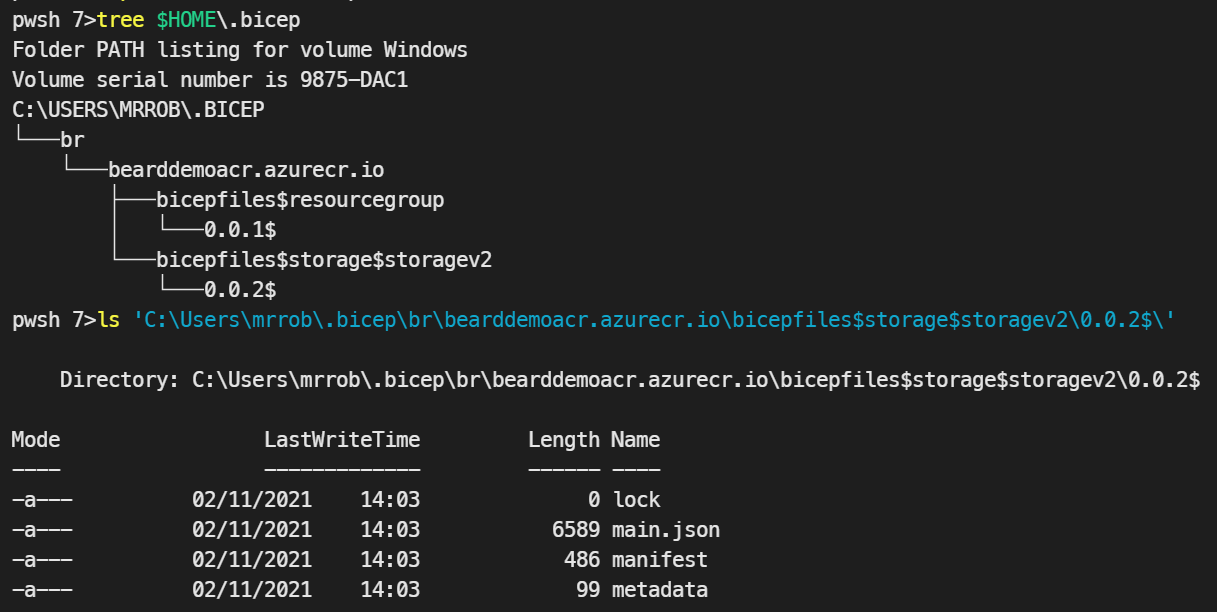 pwsh 7>tree $HOME\.bicep
Folder PATH listing for volume Windows
Volume serial number is 9875-DAC1
C:\USERS\MRROB\.BICEP
└───br
    └───bearddemoacr.azurecr.io
        ├───bicepfiles$resourcegroup
        │   └───0.0.1$
        └───bicepfiles$storage$storagev2
            └───0.0.2$
pwsh 7>ls 'C:\Users\mrrob\.bicep\br\bearddemoacr.azurecr.io\bicepfiles$storage$storagev2\0.0.2$\'
    Directory: C:\Users\mrrob\.bicep\br\bearddemoacr.azurecr.io\bicepfiles$storage$storagev2\0.0.2$
Mode                 LastWriteTime         Length Name
----                 -------------         ------ ----
-a---          02/11/2021    14:03              0 lock
-a---          02/11/2021    14:03           6589 main.json
-a---          02/11/2021    14:03            486 manifest
-a---          02/11/2021    14:03             99 metadata